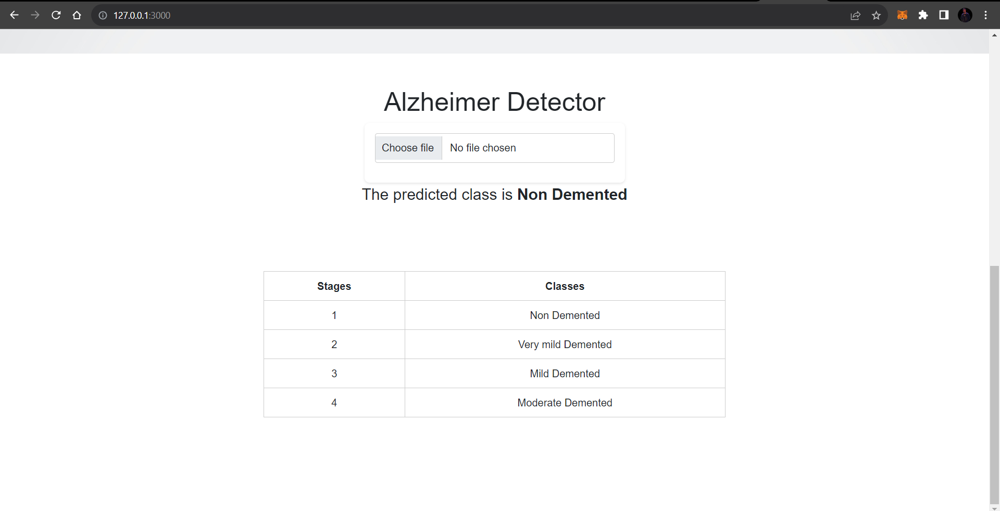 127.0.0.1:3000
Alzheimer Detector
Choose file No file chosen
The predicted class is Non Demented
Stages Classes
1 Non Demented
2 Very mild Demented
3 Mild Demented
4 Moderate Demented